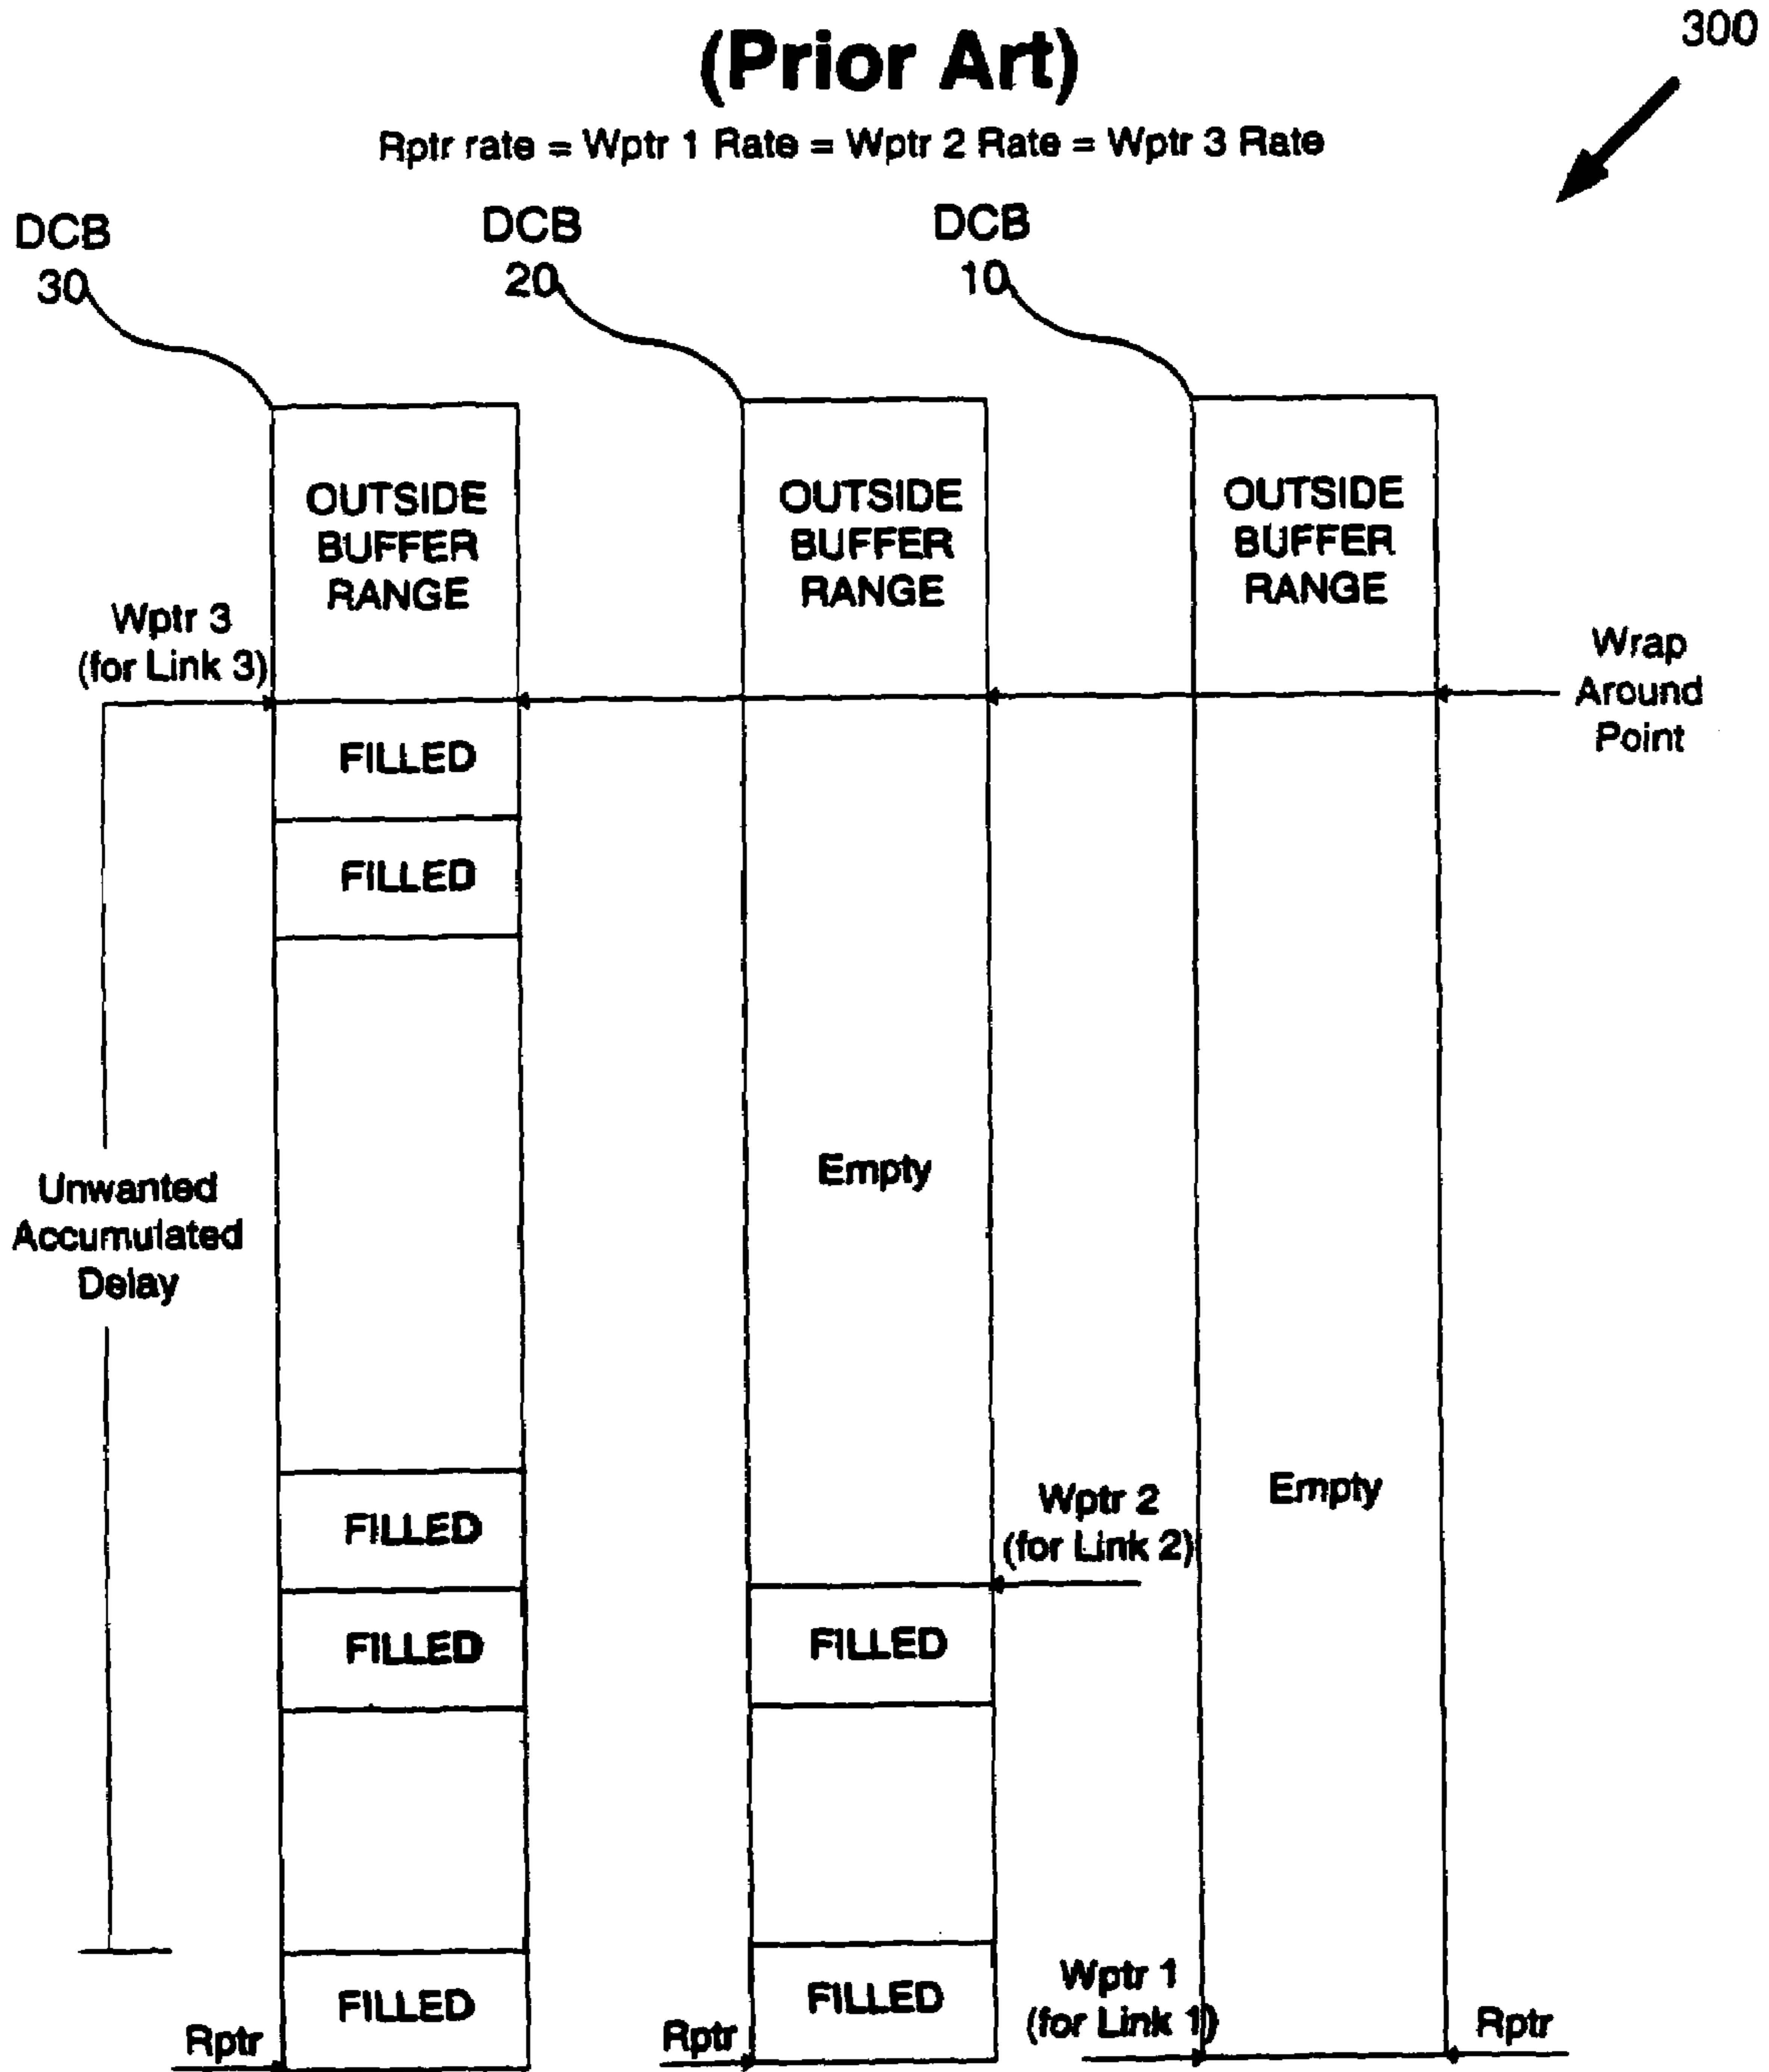 300
(Prior Art)
Rptr rate = Wptr 1 Rate = Wptr 2 Rate = Wptr 3 Rate
DCB
30
DCB
20
DCB
10
OUTSIDE
BUFFER
RANGE
OUTSIDE
BUFFER
RANGE
OUTSIDE
BUFFER
RANGE
Wptr 3
(for Link 3)
Wrap
Around
Point
FILLED
FILLED
Unwanted
Accumulated
Delay
Empty
Empty
Wptr 2
(for Link 2)
FILLED
FILLED
FILLED
FILLED
FILLED
Wptr 1
(for Link 1)
Rptr
Rptr
Rptr